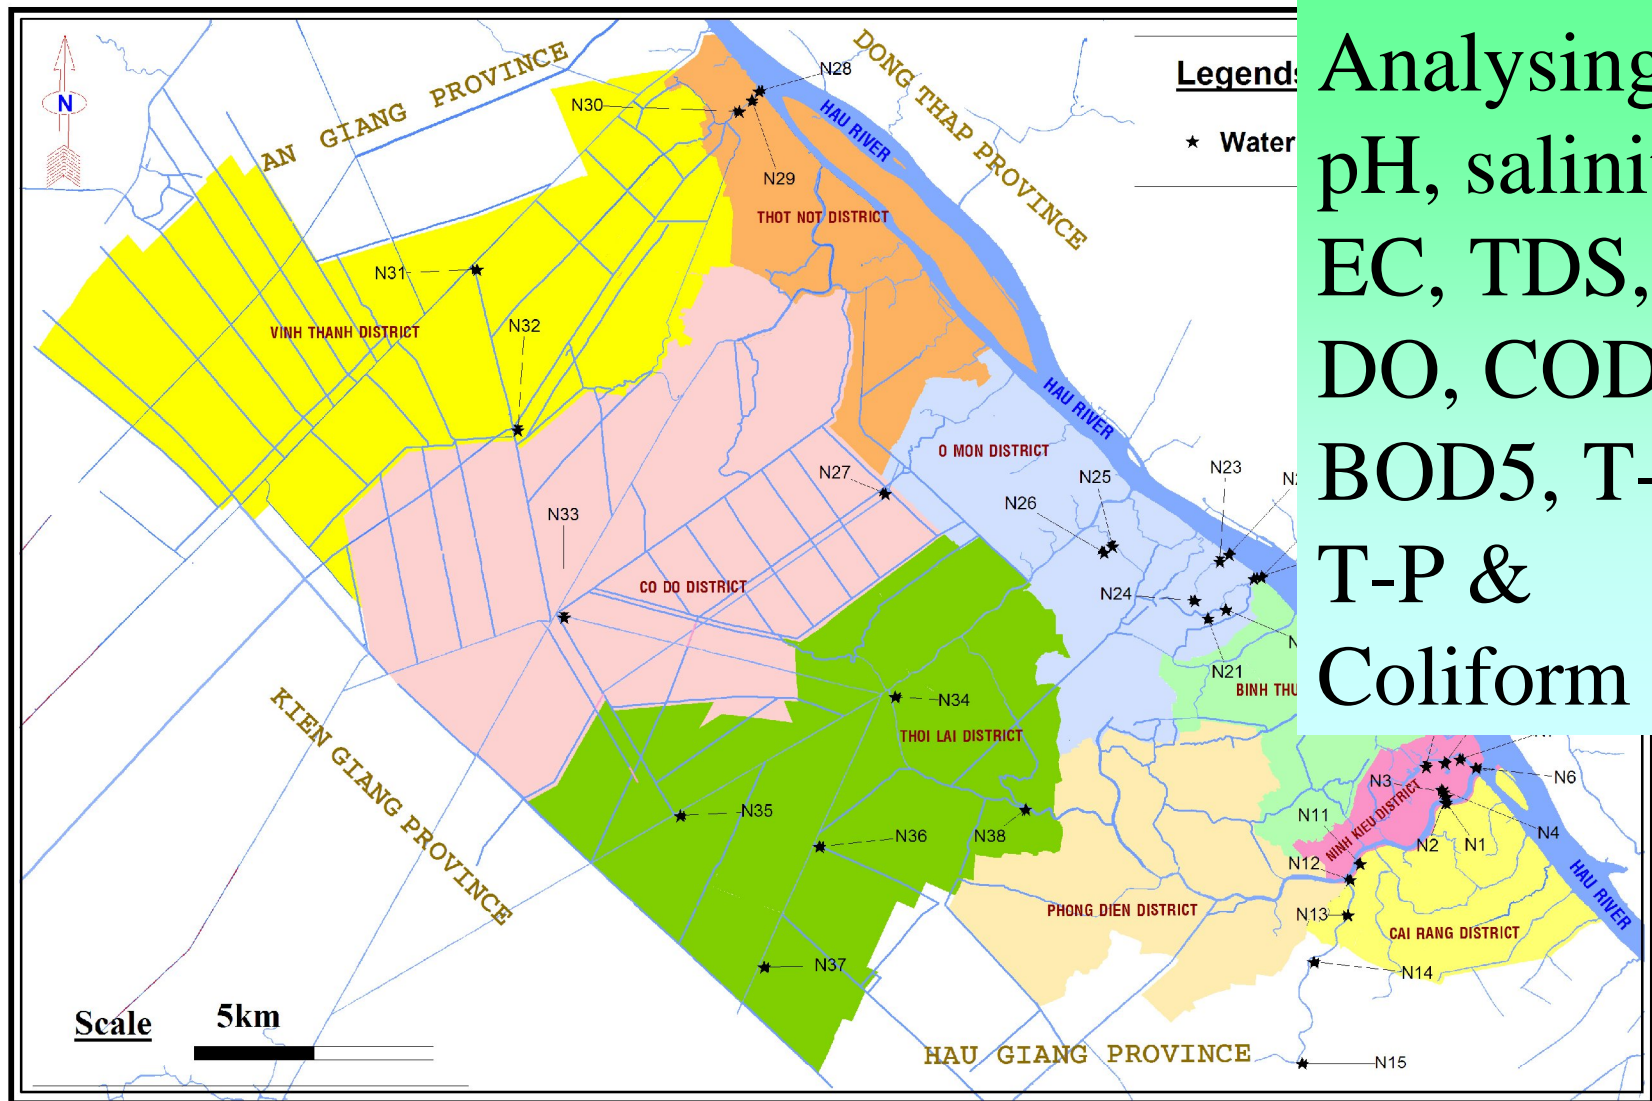 N
AN GIANG PROVINCE
DONG THAP PROVINCE
N28
N30
HAU RIVER
N29
THOT NOT DISTRICT
Legends
Water
Analysing
pH, salini
EC, TDS,
DO, COD
BOD5, T-
T-P &
Coliform
N31
N32
VINH THANH DISTRICT
HAU RIVER
O MON DISTRICT
N27
N25
N23
N26
N33
CO DO DISTRICT
N24
N21
BINH THU
N34
THOI LAI DISTRICT
KIEN GIANG PROVINCE
N35
N36
N38
N37
N3
N6
N11
NINH KIEU DISTRICT
N4
N2
N1
N12
HAU RIVER
PHONG DIEN DISTRICT
N13
CAI RANG DISTRICT
N14
Scale
5km
HAU GIANG PROVINCE
N15